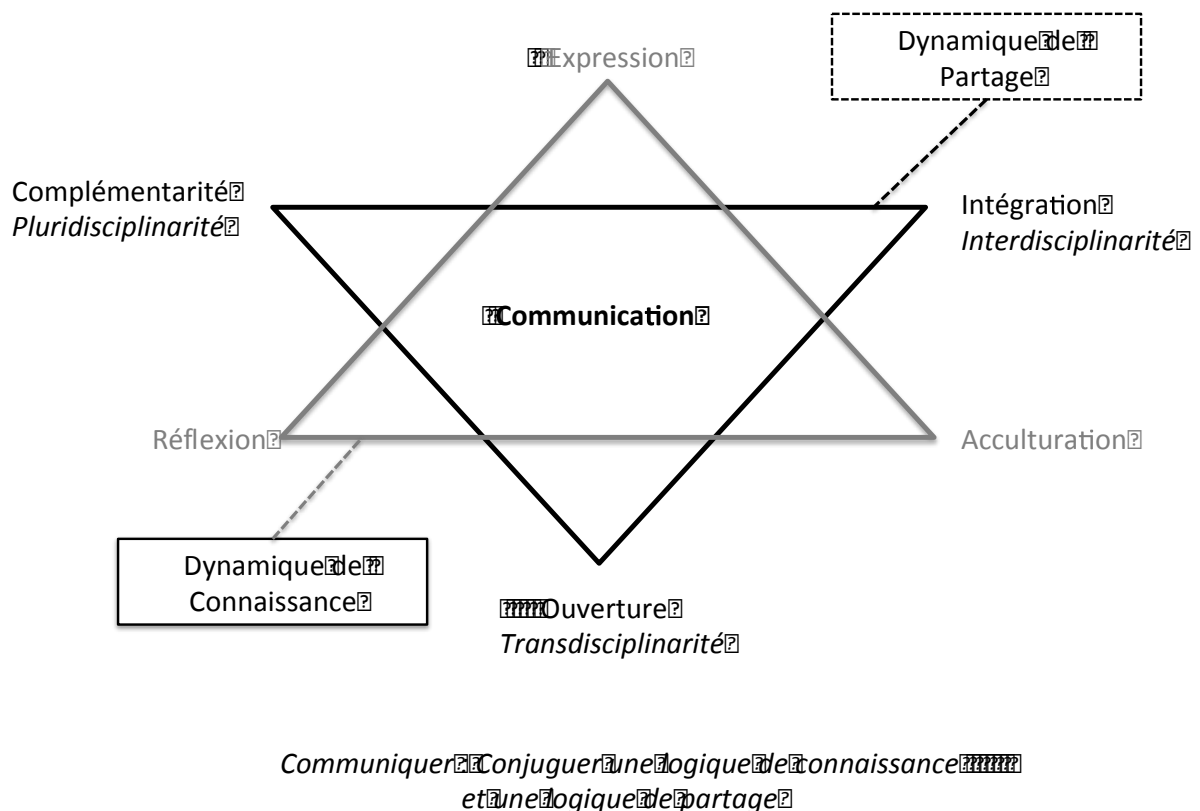 Expression
Dynamique de
Partage
Complémentarité
Pluridisciplinarité
Intégration
Interdisciplinarité
Communication
Réflexion
Acculturation
Dynamique de
Connaissance
Ouverture
Transdisciplinarité
Communiquer : Conjuguer une logique de connaissance
et une logique de partage